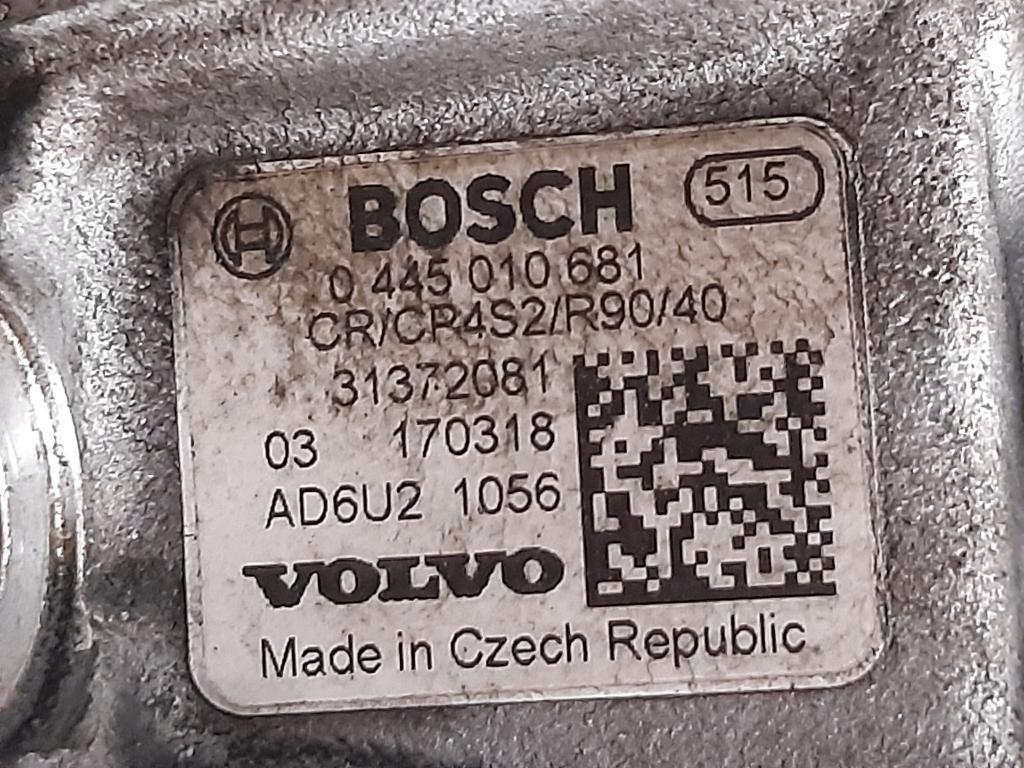 BOSCH 515
0 445 010 681
CR/CP4S2/R90/40
31372081
03 170318
AD6U2 1056
VOLVO
Made in Czech Republic